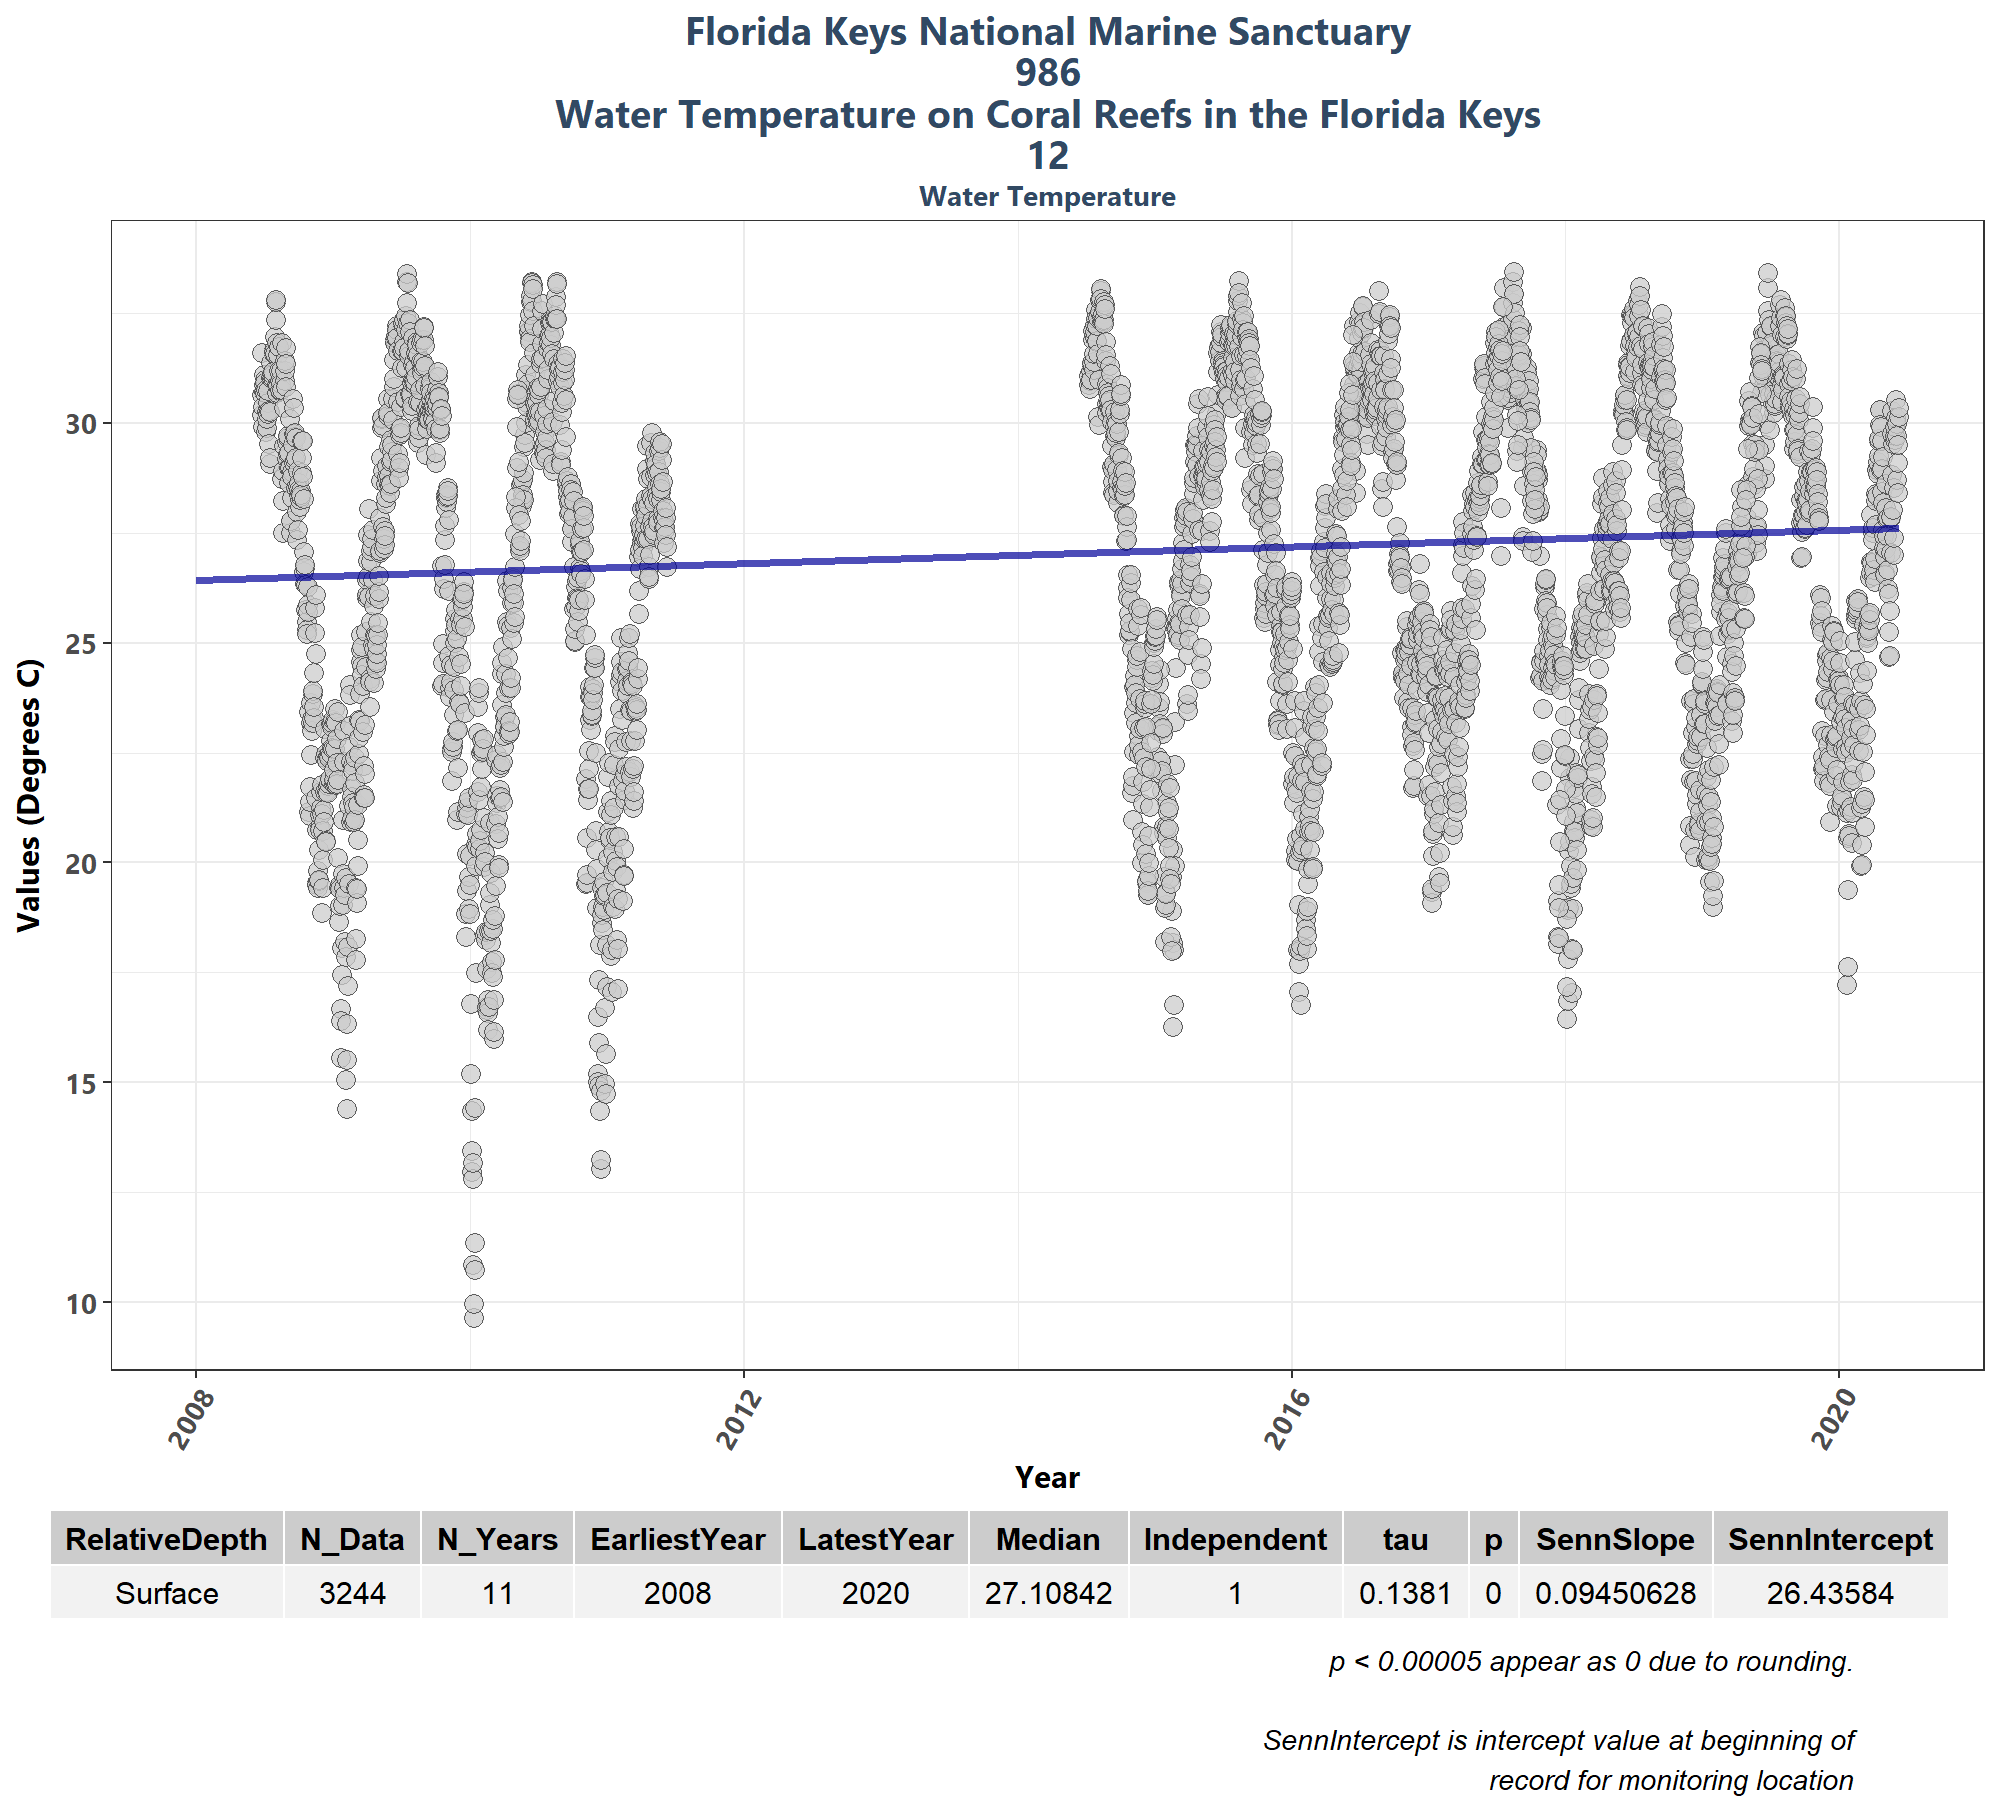 Florida Keys National Marine Sanctuary
986
Water Temperature on Coral Reefs in the Florida Keys
12
Water Temperature
30
25
20
15
10
Values (Degrees C)
2008 2012 2016 2020
Year
RelativeDepth N_Data N_Years EarliestYear LatestYear Median Independent tau p SennSlope SennIntercept
Surface 3244 11 2008 2020 27.10842 1 0.1381 0 0.09450628 26.43584
p < 0.00005 appear as 0 due to rounding.
SennIntercept is intercept value at beginning of
record for monitoring location